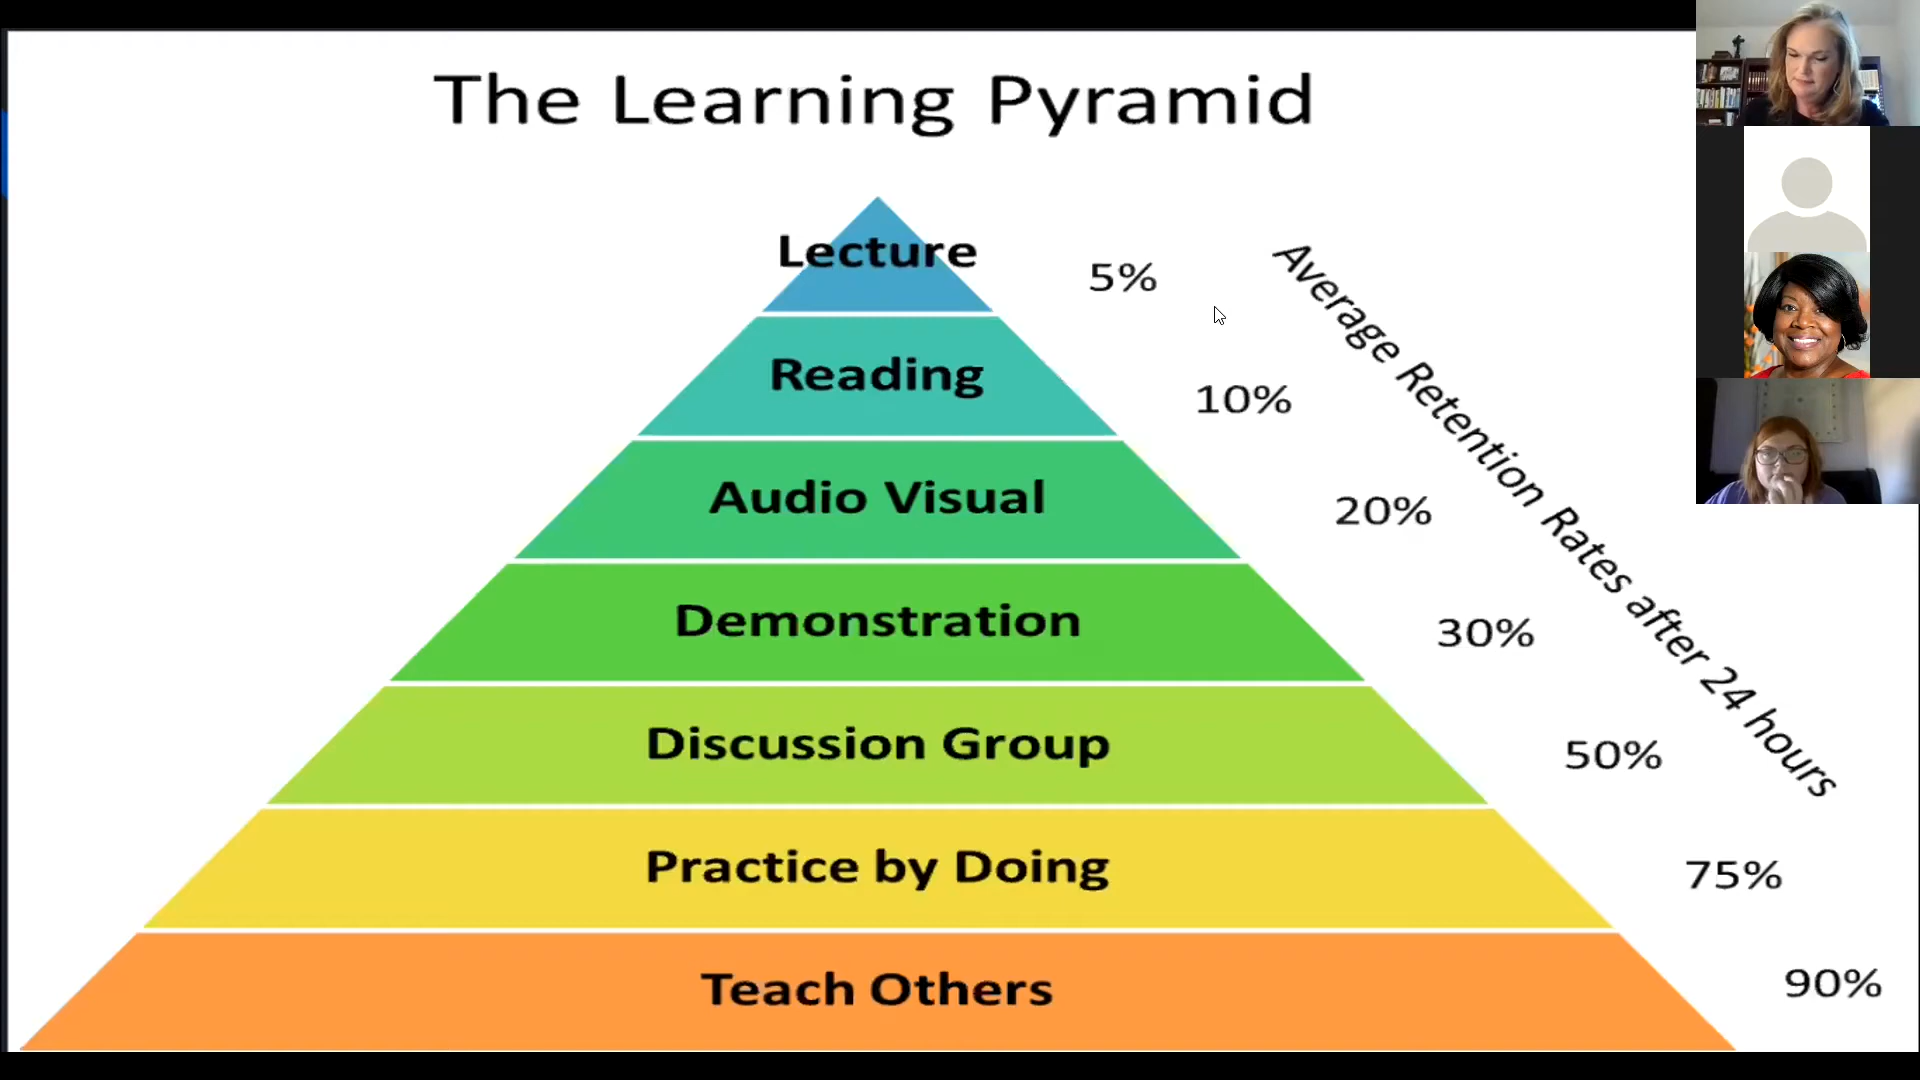 The Learning Pyramid
Lecture
5%
Reading
10%
Audio Visual
20%
Demonstration
30%
Discussion Group
50%
Practice by Doing
75%
Teach Others
90%
Average Retention Rates after 24 hours